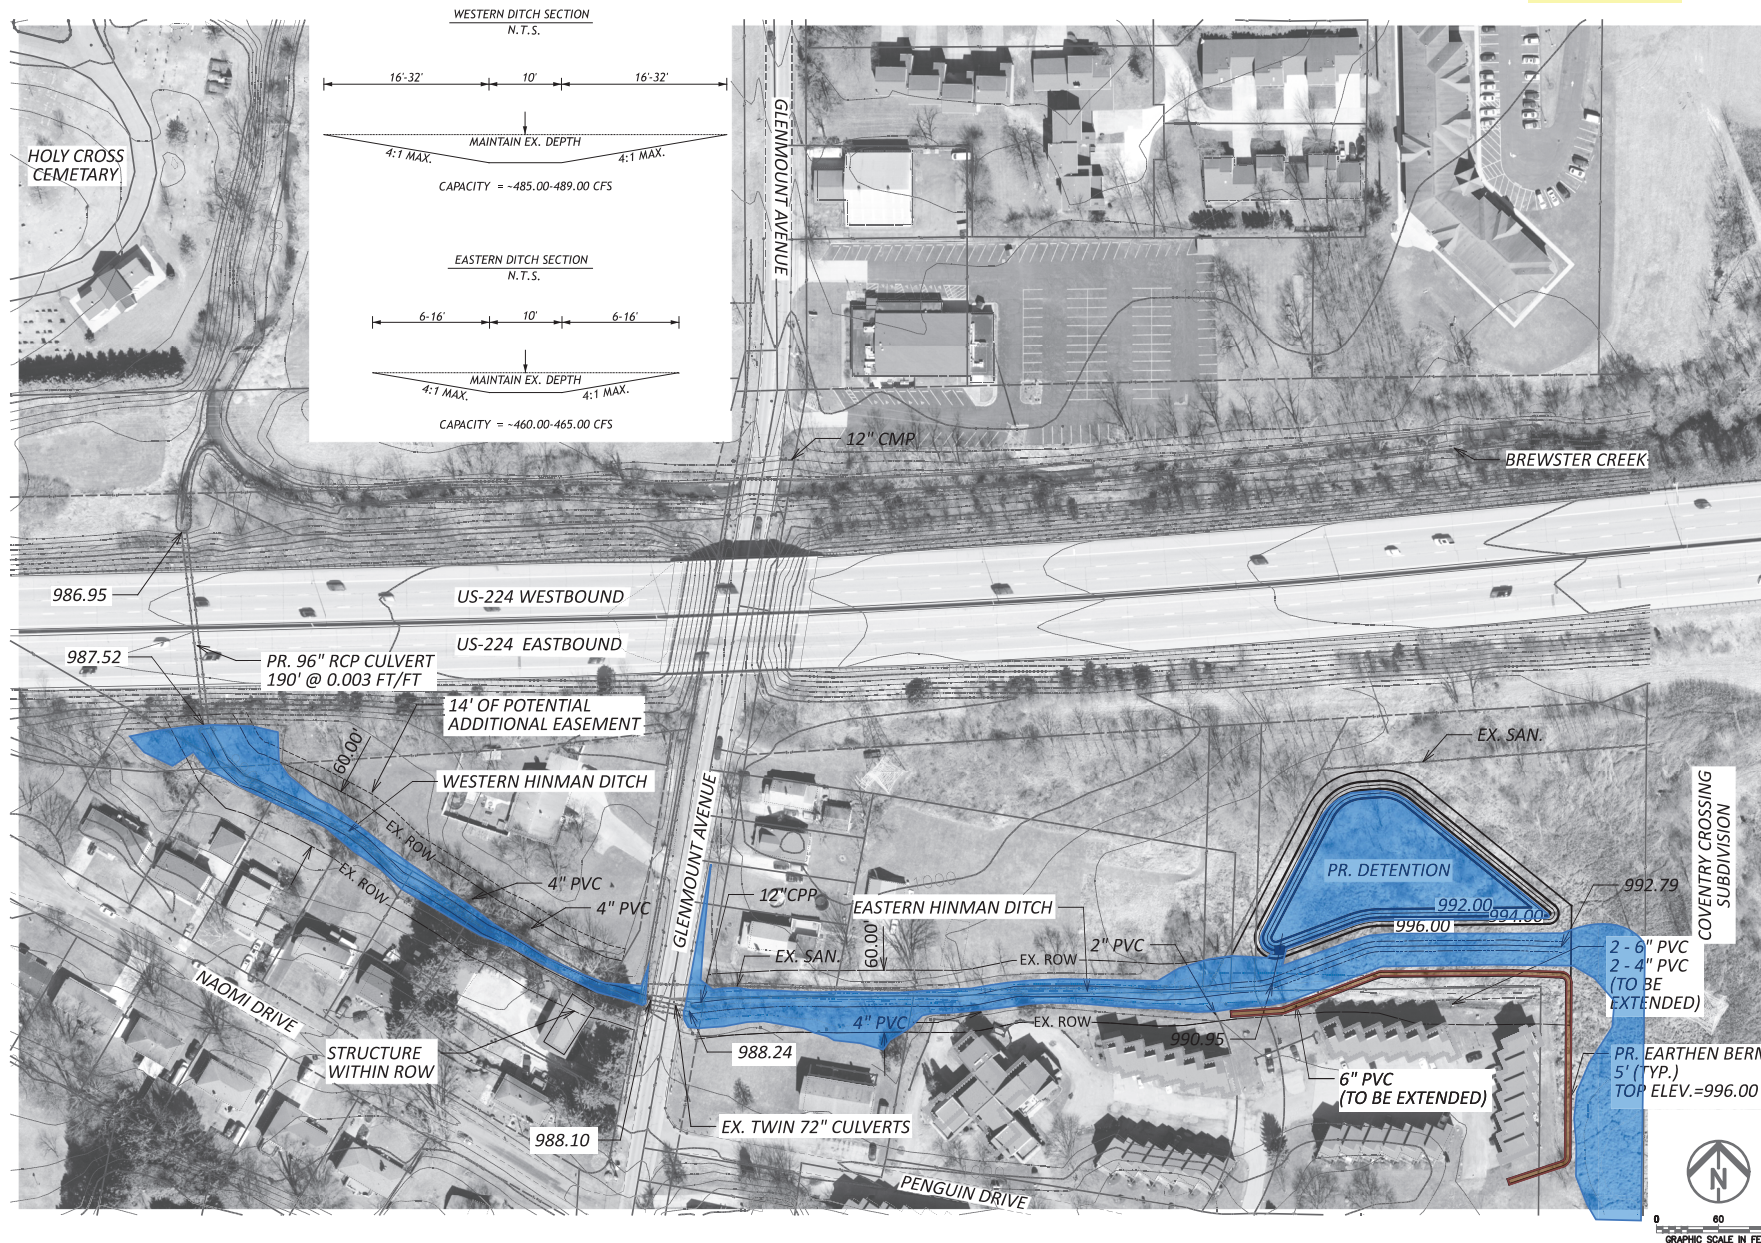 WESTERN DITCH SECTION
N.T.S.
16'-32'
10'
16'-32'
MAINTAIN EX. DEPTH
4:1 MAX.
4:1 MAX.
CAPACITY = ~485.00-489.00 CFS
EASTERN DITCH SECTION
N.T.S.
6-16'
10'
6-16'
MAINTAIN EX. DEPTH
4:1 MAX.
4:1 MAX.
CAPACITY = ~460.00-465.00 CFS
HOLY CROSS
CEMETARY
GLENMOUNT AVENUE
12" CMP
BREWSTER CREEK
986.95
US-224 WESTBOUND
US-224 EASTBOUND
987.52
PR. 96" RCP CULVERT
190' @ 0.003 FT/FT
14' OF POTENTIAL
ADDITIONAL EASEMENT
60.00'
WESTERN HINMAN DITCH
EX. ROW
EX. ROW
4" PVC
4" PVC
GLENMOUNT AVENUE
12"CPP
EX. SAN.
60.00'
EASTERN HINMAN DITCH
EX. ROW
2" PVC
EX. SAN.
PR. DETENTION
992.00
994.00
996.00
992.79
COVENTRY CROSSING
SUBDIVISION
2 - 6" PVC
2 - 4" PVC
(TO BE
EXTENDED)
NAOMI DRIVE
STRUCTURE
WITHIN ROW
988.24
4" PVC
EX. ROW
990.95
6" PVC
(TO BE EXTENDED)
PR. EARTHEN BERM
5' (TYP.)
TOP ELEV.=996.00
988.10
EX. TWIN 72" CULVERTS
PENGUIN DRIVE
N
0
60
GRAPHIC SCALE IN FE